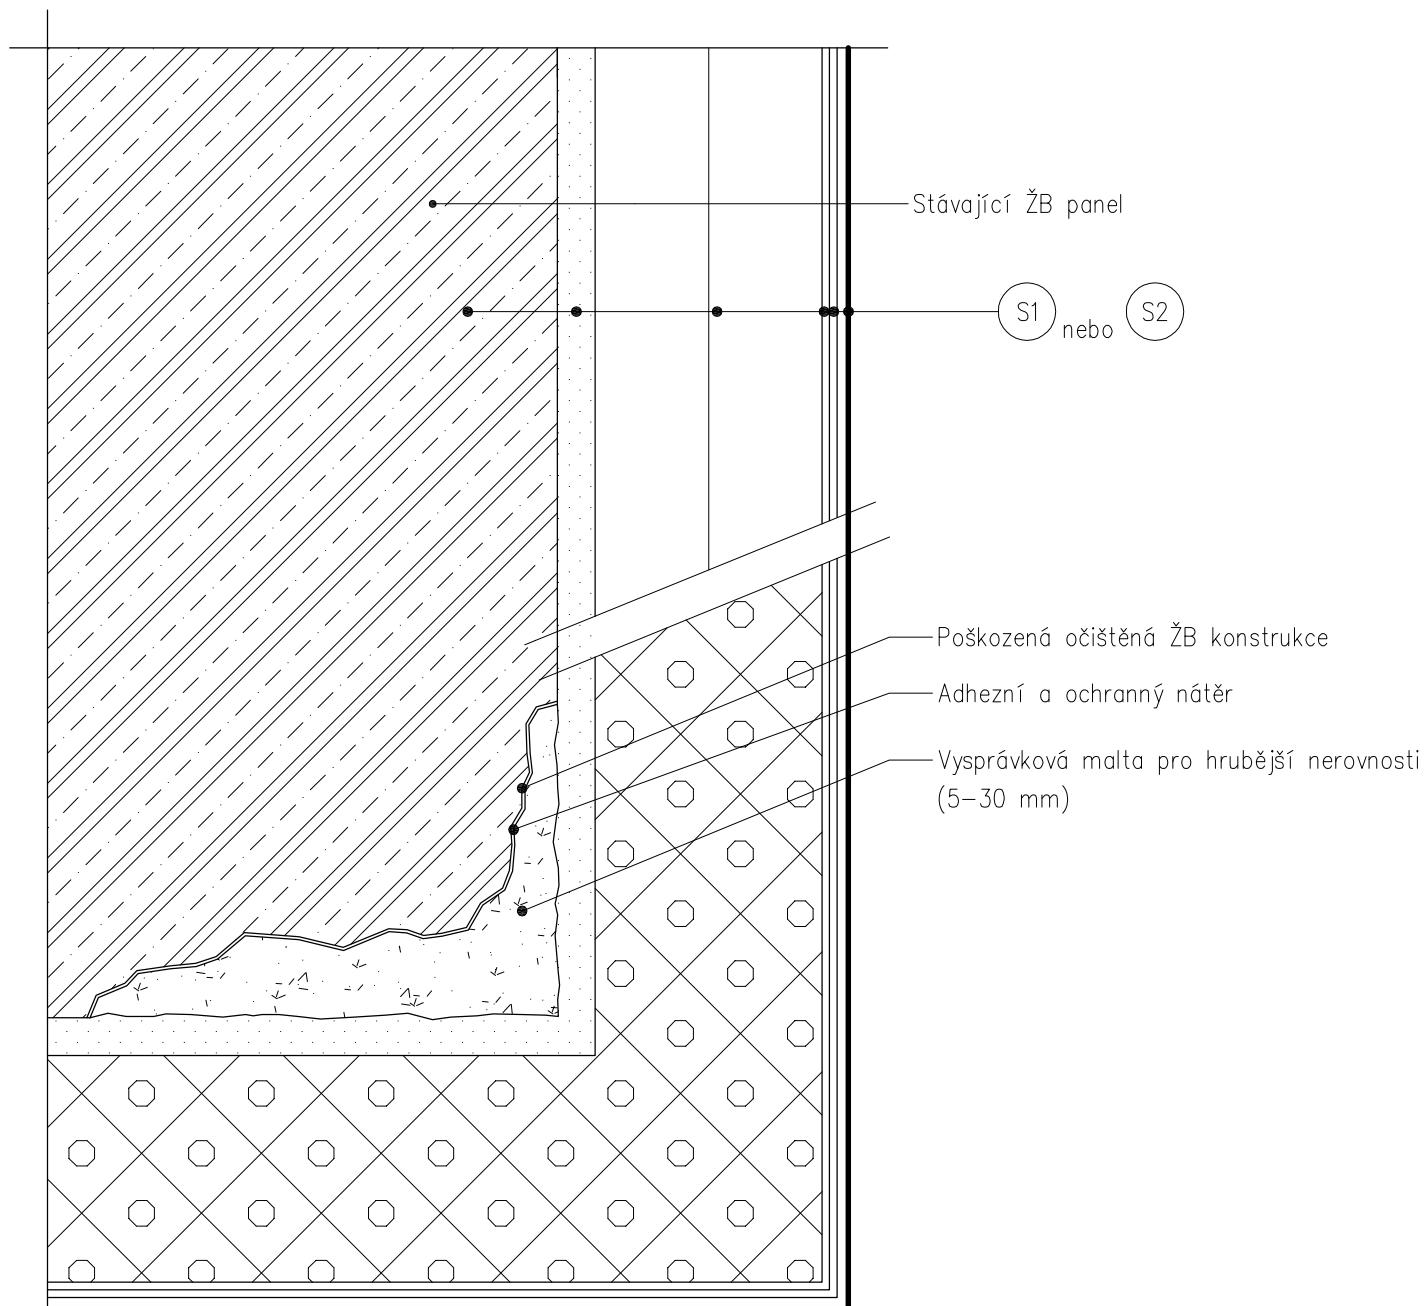 Stávající ŽB panel
S1 nebo S2
Poškozená očištěná ŽB konstrukce
Adhezní a ochranný nátěr
Vysprávková malta pro hrubější nerovnosti
(5-30 mm)